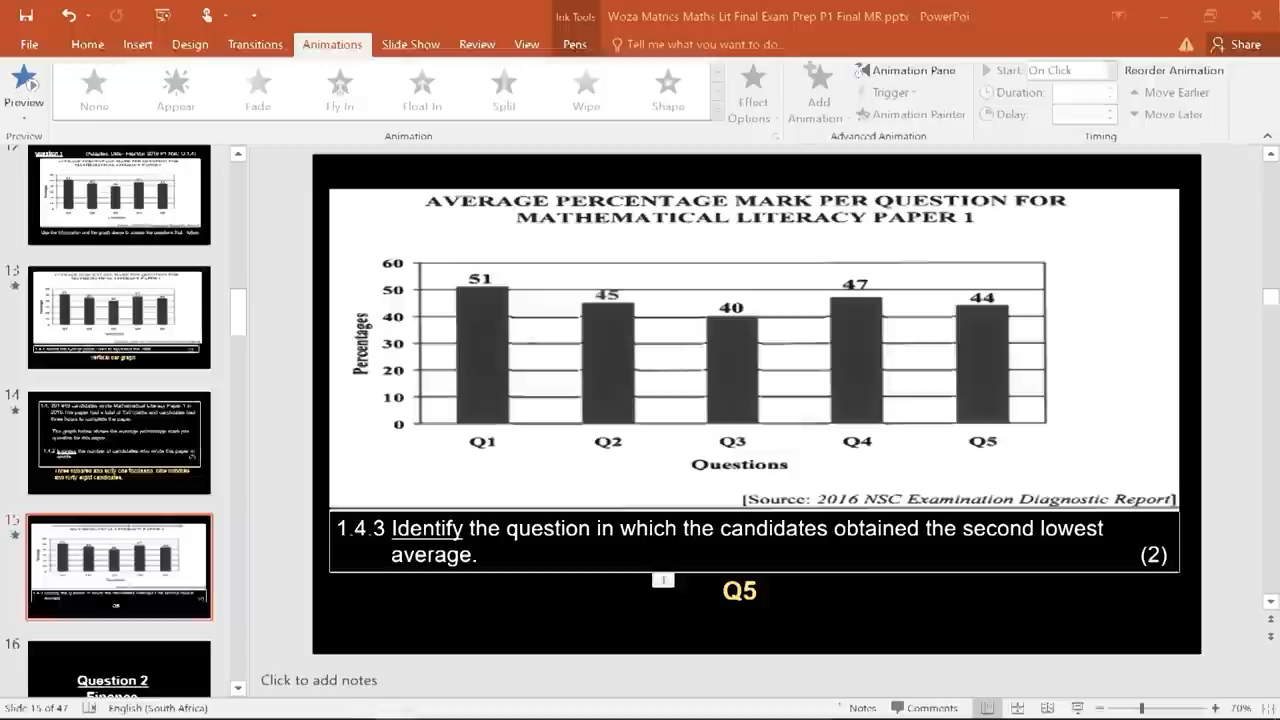 Ink Tools
Woza Matrics Maths Lit Final Exam Prep P1 Final MR.pptx - PowerPoi
File Home Insert Design Transitions Animations Slide Show Review View Pens Tell me what you want to do... Share
Preview
None Appear Fade Fly In Float In Split Wipe Shape
Effect Options
Add Animation
Animation Pane
Trigger
Animation Painter
Start: On Click
Duration:
Delay:
Reorder Animation
Move Earlier
Move Later
Preview
Animation
Advanced Animation
Timing
13
14
15
16
Question 2
AVERAGE PERCENTAGE MARK PER QUESTION FOR
MATHEMATICAL LITERACY PAPER 1
Percentages
60
50
40
30
20
10
0
51 45 40 47 44
Q1 Q2 Q3 Q4 Q5
Questions
[Source: 2016 NSC Examination Diagnostic Report]
1.4.3 Identify the question in which the candidates obtained the second lowest
average. (2)
Q5
Click to add notes
Slide 15 of 47 English (South Africa) Notes Comments 70%